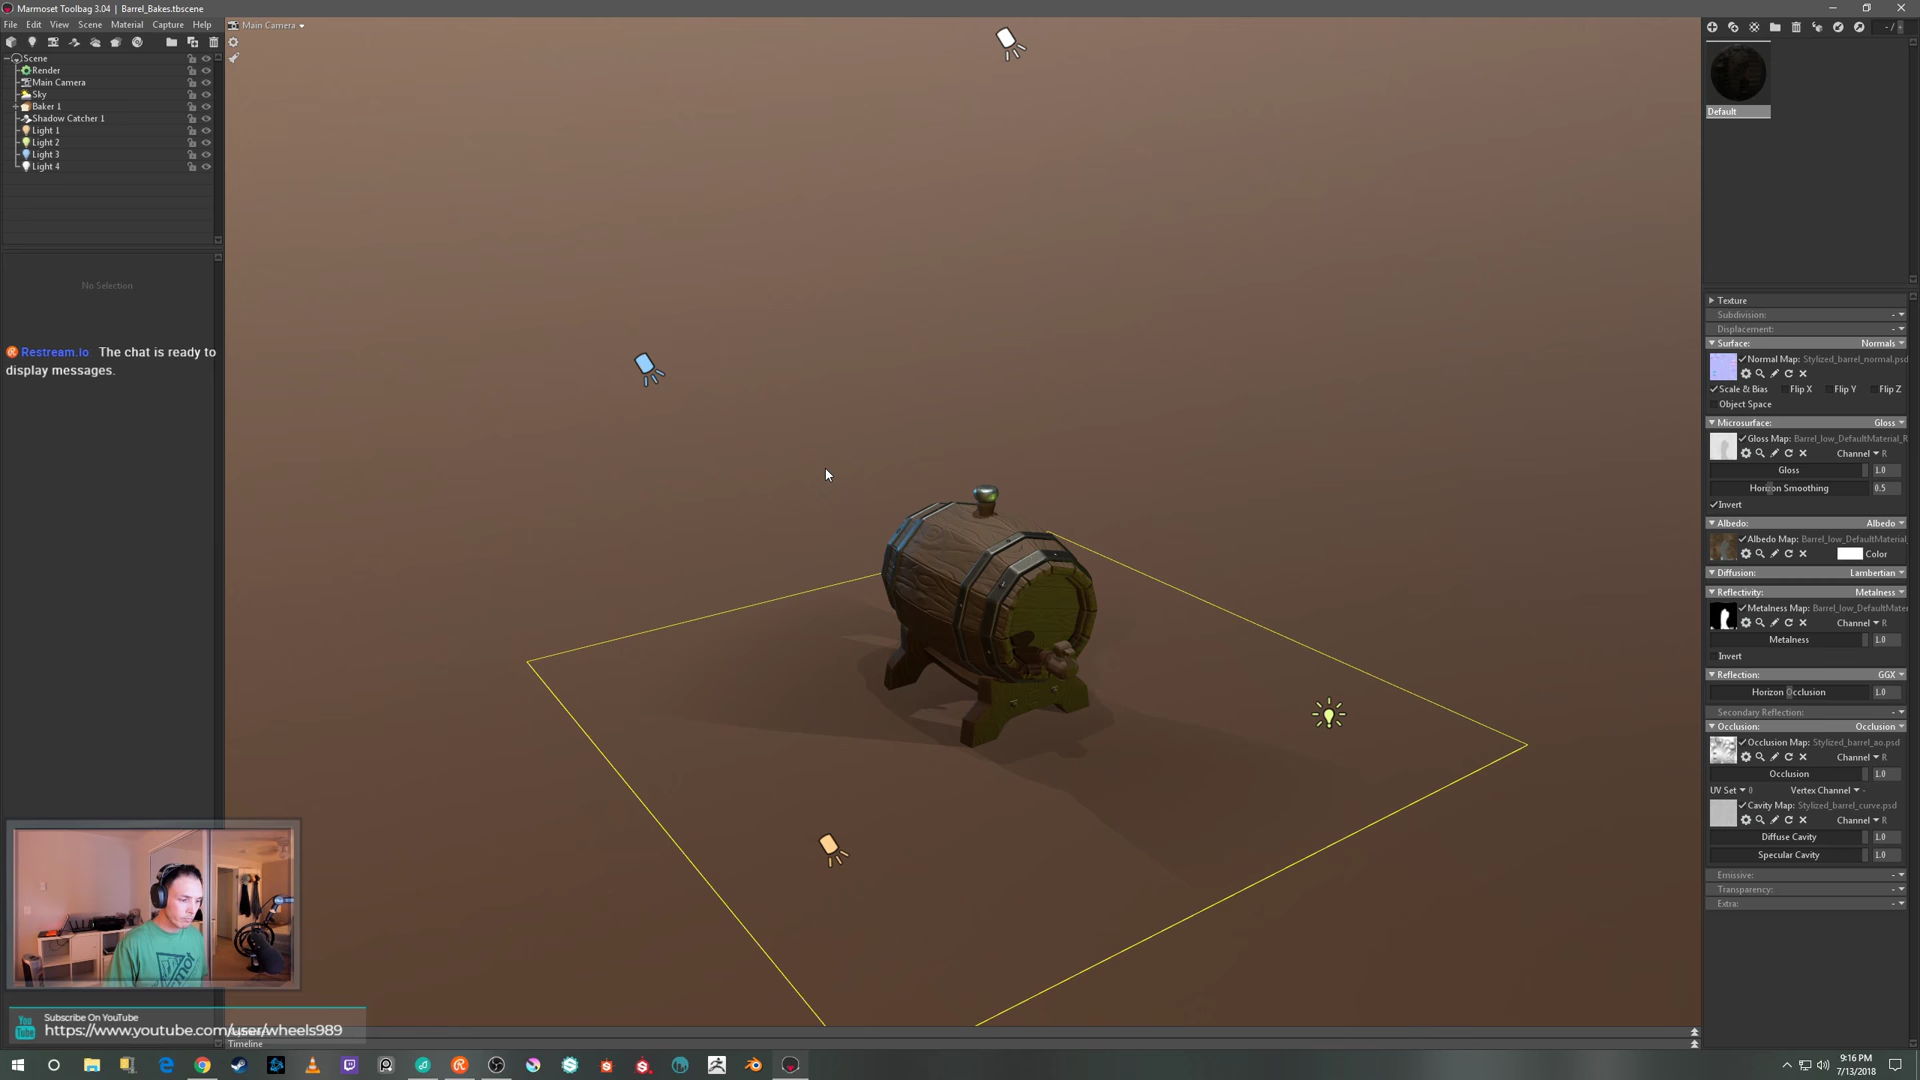 Marmoset Toolbag 3.04 | Barrel_Bakes.tbscene
File Edit View Scene Material Capture Help
Main Camera
Scene
Render
Main Camera
Sky
Baker 1
Shadow Catcher 1
Light 1
Light 2
Light 3
Light 4
No Selection
Restream.io The chat is ready to
display messages.
Subscribe On YouTube
https://www.youtube.com/user/wheels989
Timeline
Default
Texture
Subdivision: -
Displacement: -
Surface: Normals
Normal Map: Stylized_barrel_normal.psd
Scale & Bias Flip X Flip Y Flip Z
Object Space
Microsurface: Gloss
Gloss Map: Barrel_low_DefaultMaterial_R
Channel R
Gloss 1.0
Horizon Smoothing 0.5
Invert
Albedo: Albedo
Albedo Map: Barrel_low_DefaultMaterial_
Color
Diffusion: Lambertian
Reflectivity: Metalness
Metalness Map: Barrel_low_DefaultMater
Channel R
Metalness 1.0
Invert
Reflection: GGX
Horizon Occlusion 1.0
Secondary Reflection: -
Occlusion: Occlusion
Occlusion Map: Stylized_barrel_ao.psd
Channel R
Occlusion 1.0
UV Set 0 Vertex Channel -
Cavity Map: Stylized_barrel_curve.psd
Channel R
Diffuse Cavity 1.0
Specular Cavity 1.0
Emissive: -
Transparency: -
Extra: -
9:16 PM
7/13/2018